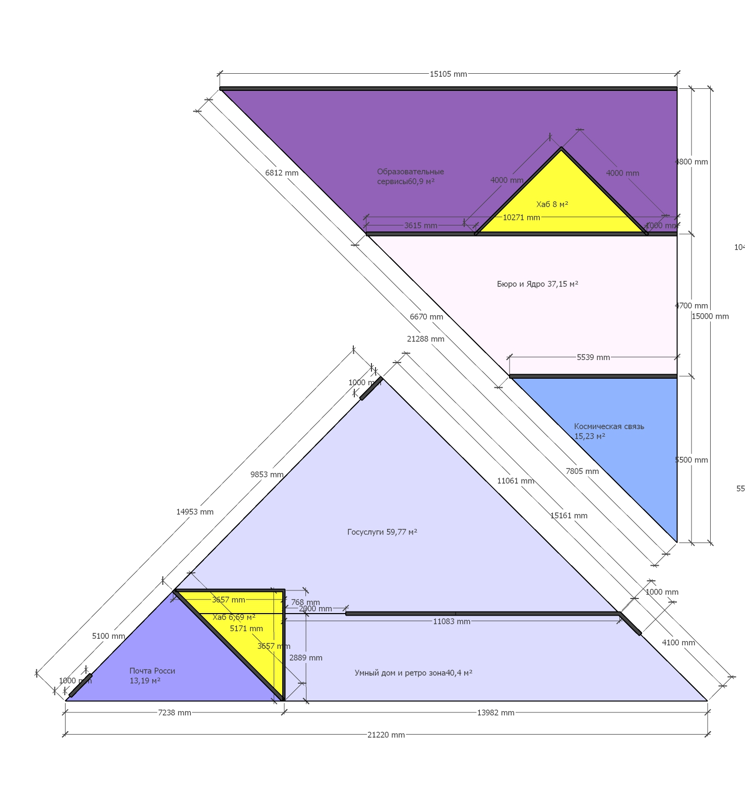 15105 mm
6812 mm
Образовательные
сервисы60,9 м²
4000 mm
4000 mm
4800 mm
Хаб 8 м²
10271 mm
3615 mm
1000 mm
104
Бюро и Ядро 37,15 м²
4700 mm
15000 mm
6670 mm
21288 mm
5539 mm
1000 mm
Космическая связь
15,23 м²
5500 mm
7805 mm
9853 mm
11061 mm
55
14953 mm
15161 mm
Госуслуги 59,77 м²
1000 mm
3657 mm
768 mm
2000 mm
Хаб 6,69 м²
5171 mm
11083 mm
5100 mm
3657 mm
2889 mm
4100 mm
Почта Росси
13,19 м²
Умный дом и ретро зона40,4 м²
1000 mm
7238 mm
13982 mm
21220 mm